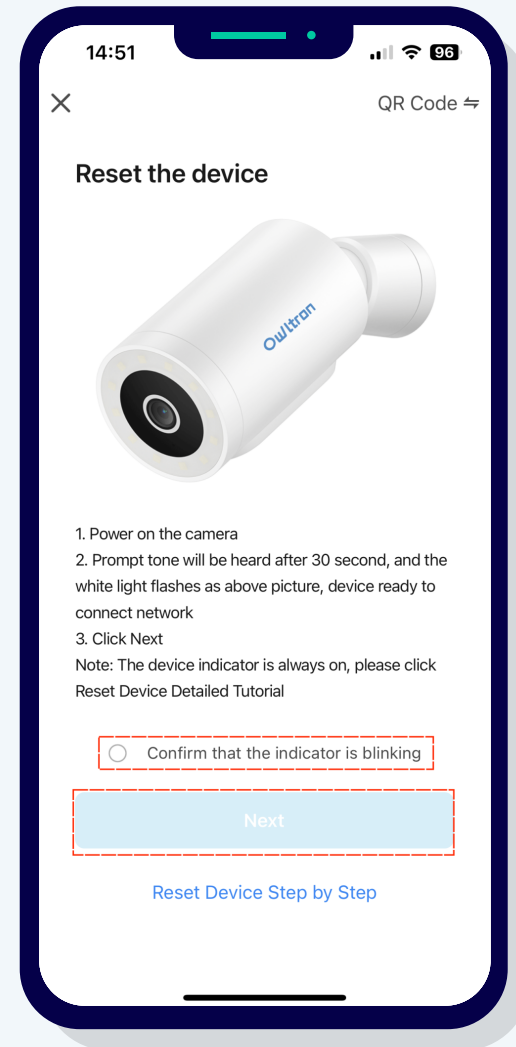 14:51
96
QR Code ⇋
Reset the device
Owltron
1. Power on the camera
2. Prompt tone will be heard after 30 second, and the
white light flashes as above picture, device ready to
connect network
3. Click Next
Note: The device indicator is always on, please click
Reset Device Detailed Tutorial
Confirm that the indicator is blinking
Next
Reset Device Step by Step